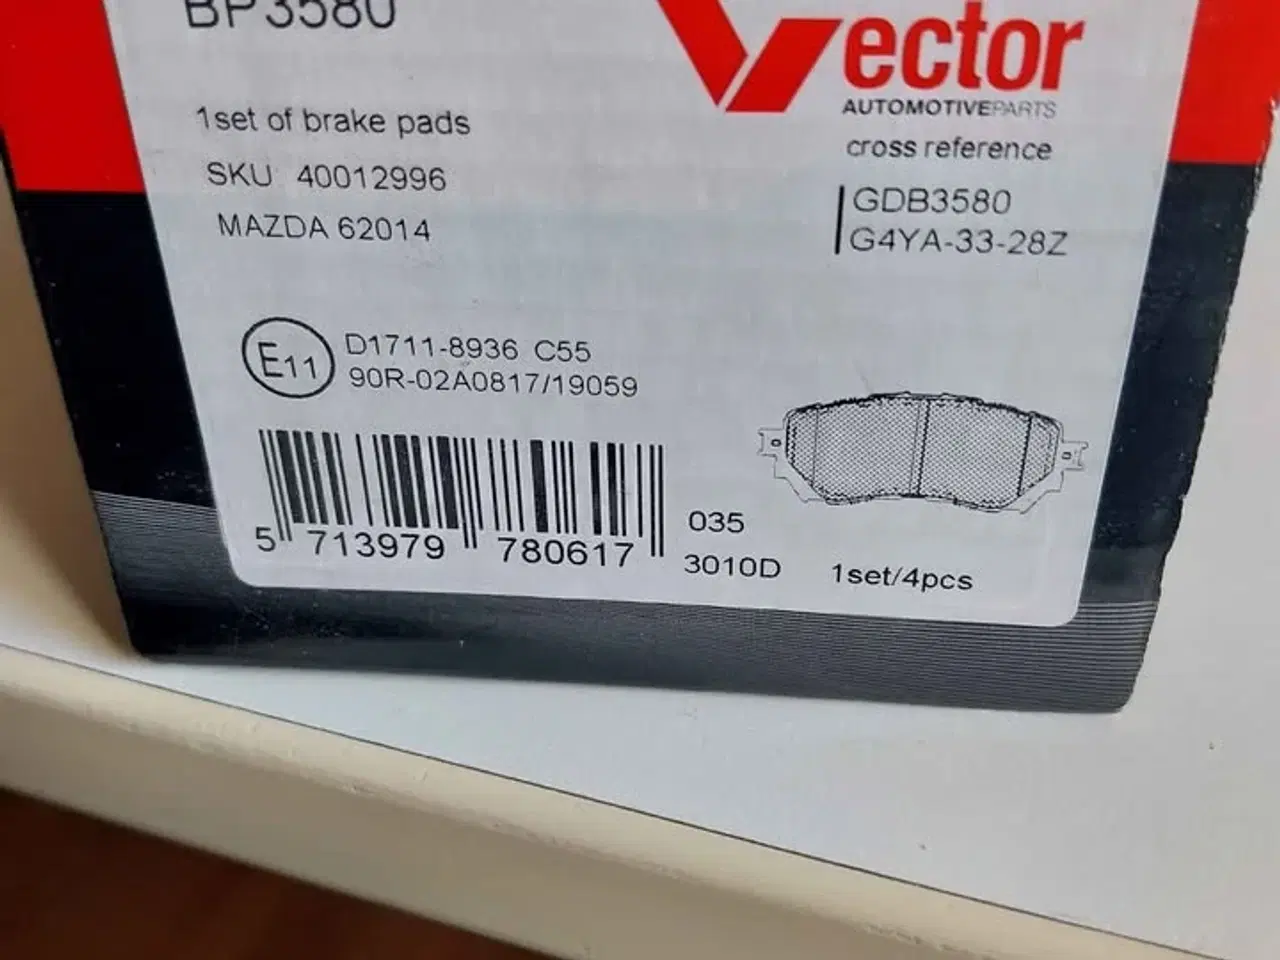 BP3580
Vector
AUTOMOTIVEPARTS
1set of brake pads
cross reference
SKU 40012996
GDB3580
MAZDA 62014
G4YA-33-28Z
E11
D1711-8936 C55
90R-02A0817/19059
5 713979 780617
035
3010D
1set/4pcs